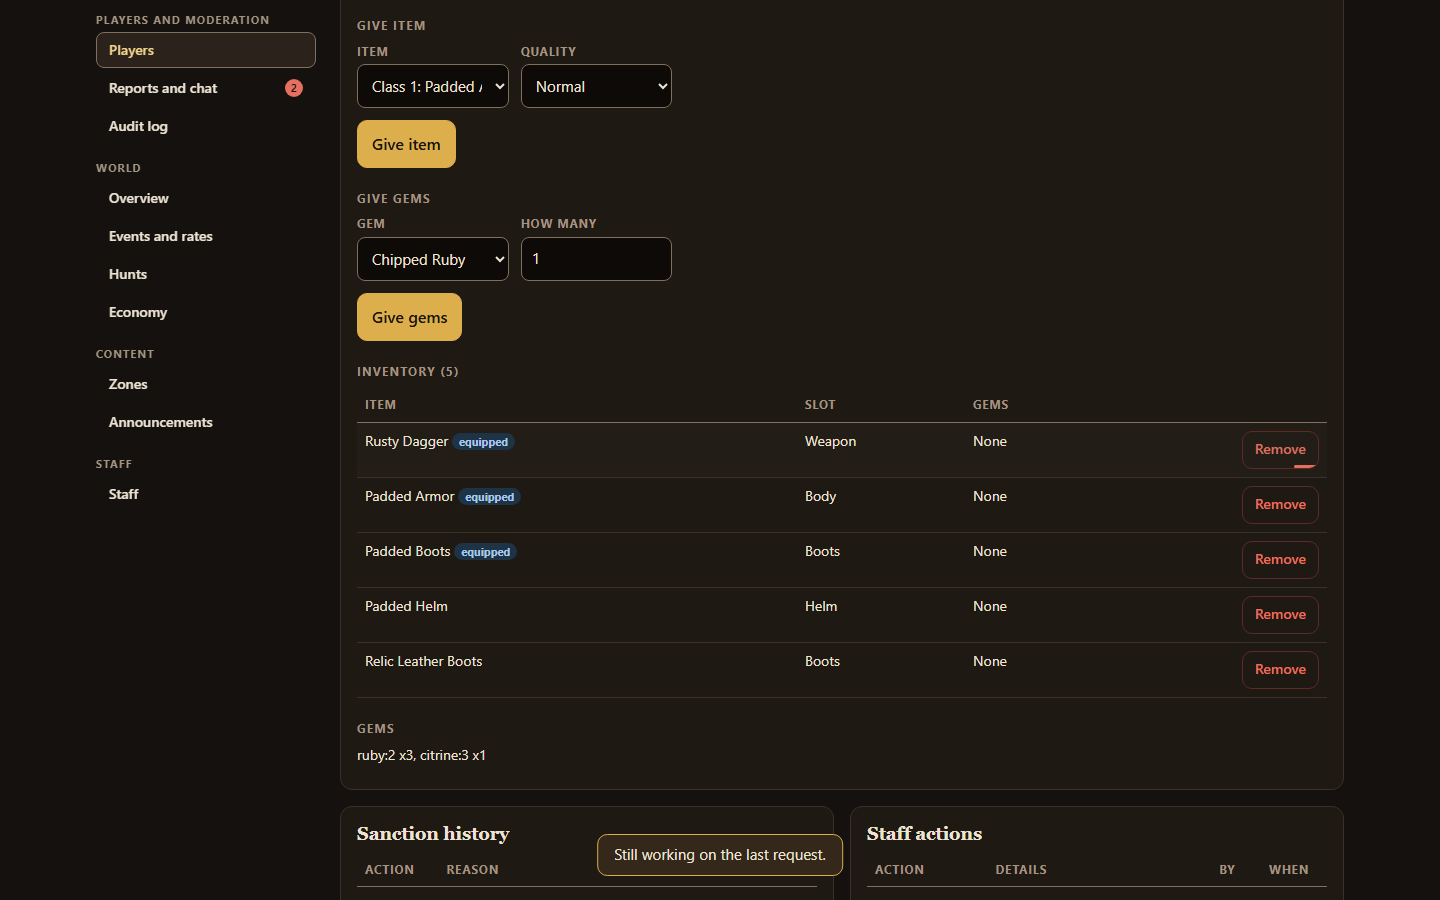 PLAYERS AND MODERATION
Players
Reports and chat 2
Audit log
WORLD
Overview
Events and rates
Hunts
Economy
CONTENT
Zones
Announcements
STAFF
Staff
GIVE ITEM
ITEM QUALITY
Class 1: Padded Normal
Give item
GIVE GEMS
GEM HOW MANY
Chipped Ruby 1
Give gems
INVENTORY (5)
ITEM SLOT GEMS
Rusty Dagger equipped Weapon None Remove
Padded Armor equipped Body None Remove
Padded Boots equipped Boots None Remove
Padded Helm Helm None Remove
Relic Leather Boots Boots None Remove
GEMS
ruby:2 x3, citrine:3 x1
Sanction history
ACTION REASON
Still working on the last request.
Staff actions
ACTION DETAILS BY WHEN